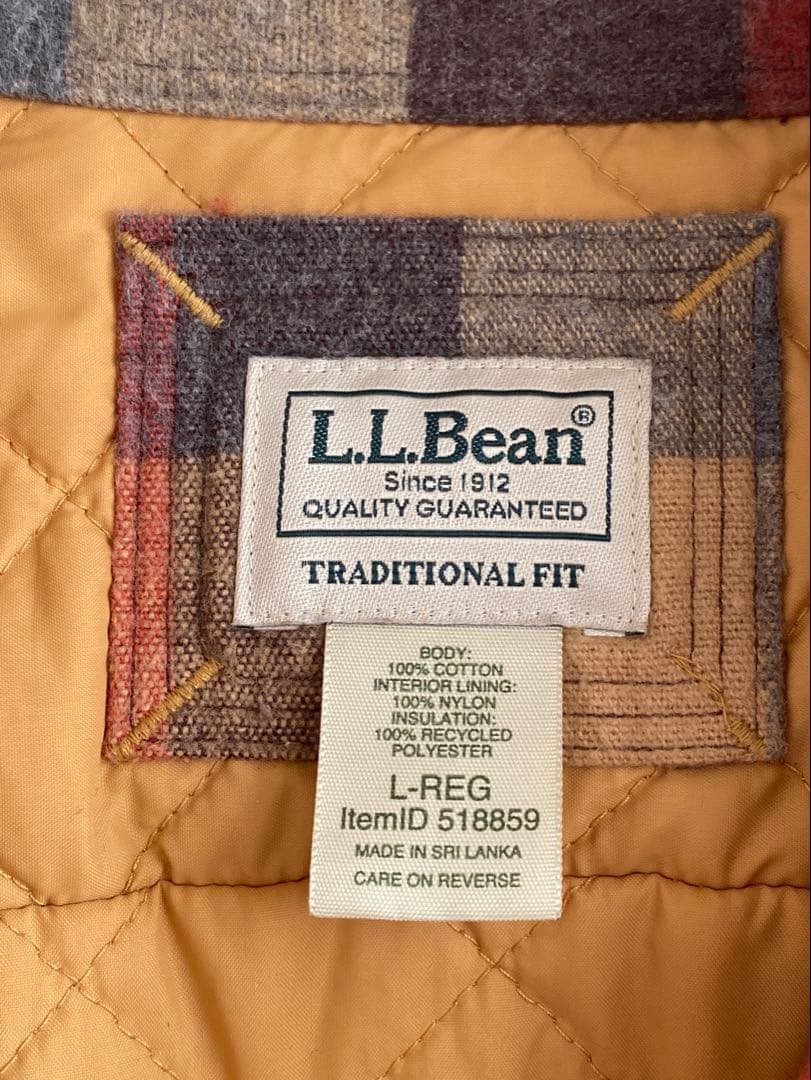 L.L.Bean®
Since 1912
QUALITY GUARANTEED
TRADITIONAL FIT
BODY:
100% COTTON
INTERIOR LINING:
100% NYLON
INSULATION:
100% RECYCLED
POLYESTER
L-REG
ItemID 518859
MADE IN SRI LANKA
CARE ON REVERSE